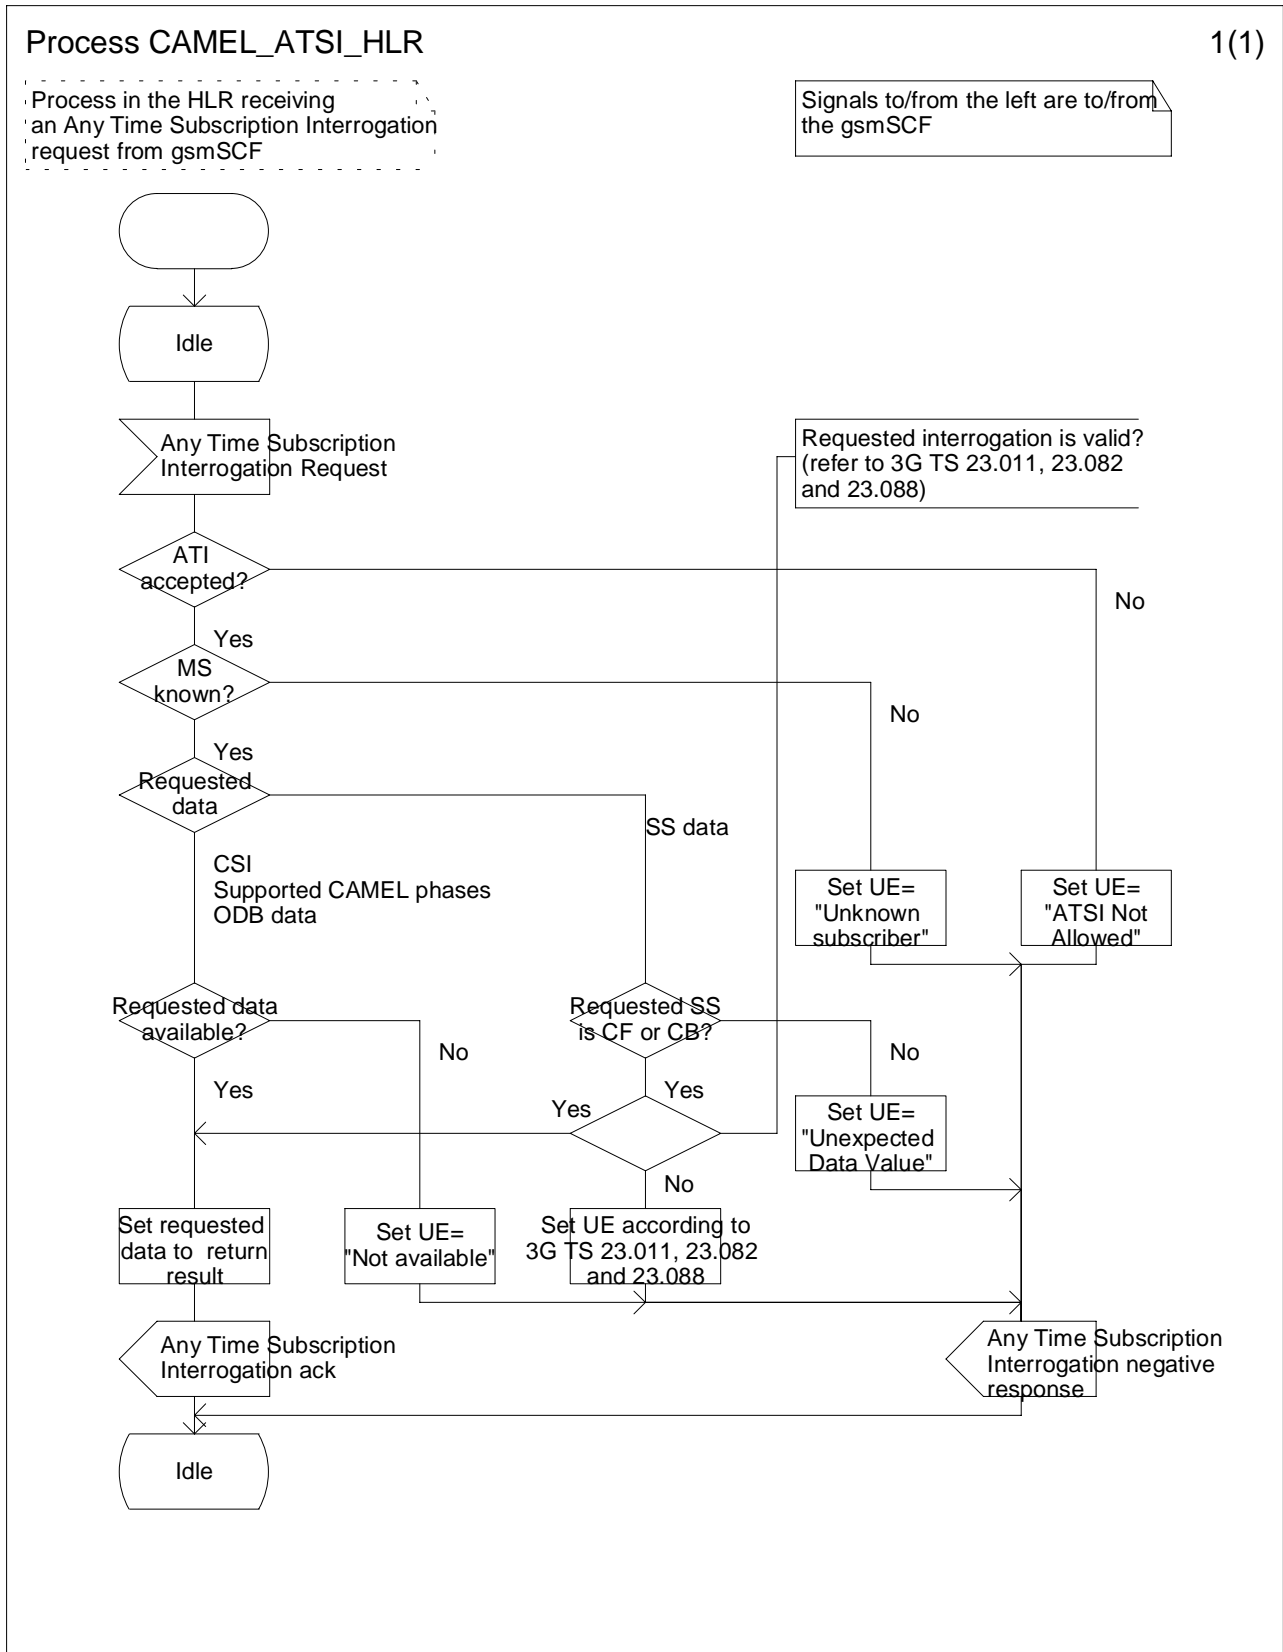 Process CAMEL_ATSI_HLR
1(1)
Process in the HLR receiving
an Any Time Subscription Interrogation
request from gsmSCF
Signals to/from the left are to/from
the gsmSCF
Idle
Any Time Subscription
Interrogation Request
Requested interrogation is valid?
(refer to 3G TS 23.011, 23.082
and 23.088)
ATI
accepted?
No
Yes
MS
known?
No
Yes
Requested
data
SS data
CSI
Supported CAMEL phases
ODB data
Set UE=
"Unknown
subscriber"
Set UE=
"ATSI Not
Allowed"
Requested data
available?
No
Yes
Requested SS
is CF or CB?
No
Yes
Yes
Set UE=
"Unexpected
Data Value"
No
Set requested
data to  return
result
Set UE=
"Not available"
Set UE according to
3G TS 23.011, 23.082
and 23.088
Any Time Subscription
Interrogation ack
Any Time Subscription
Interrogation negative
response
Idle